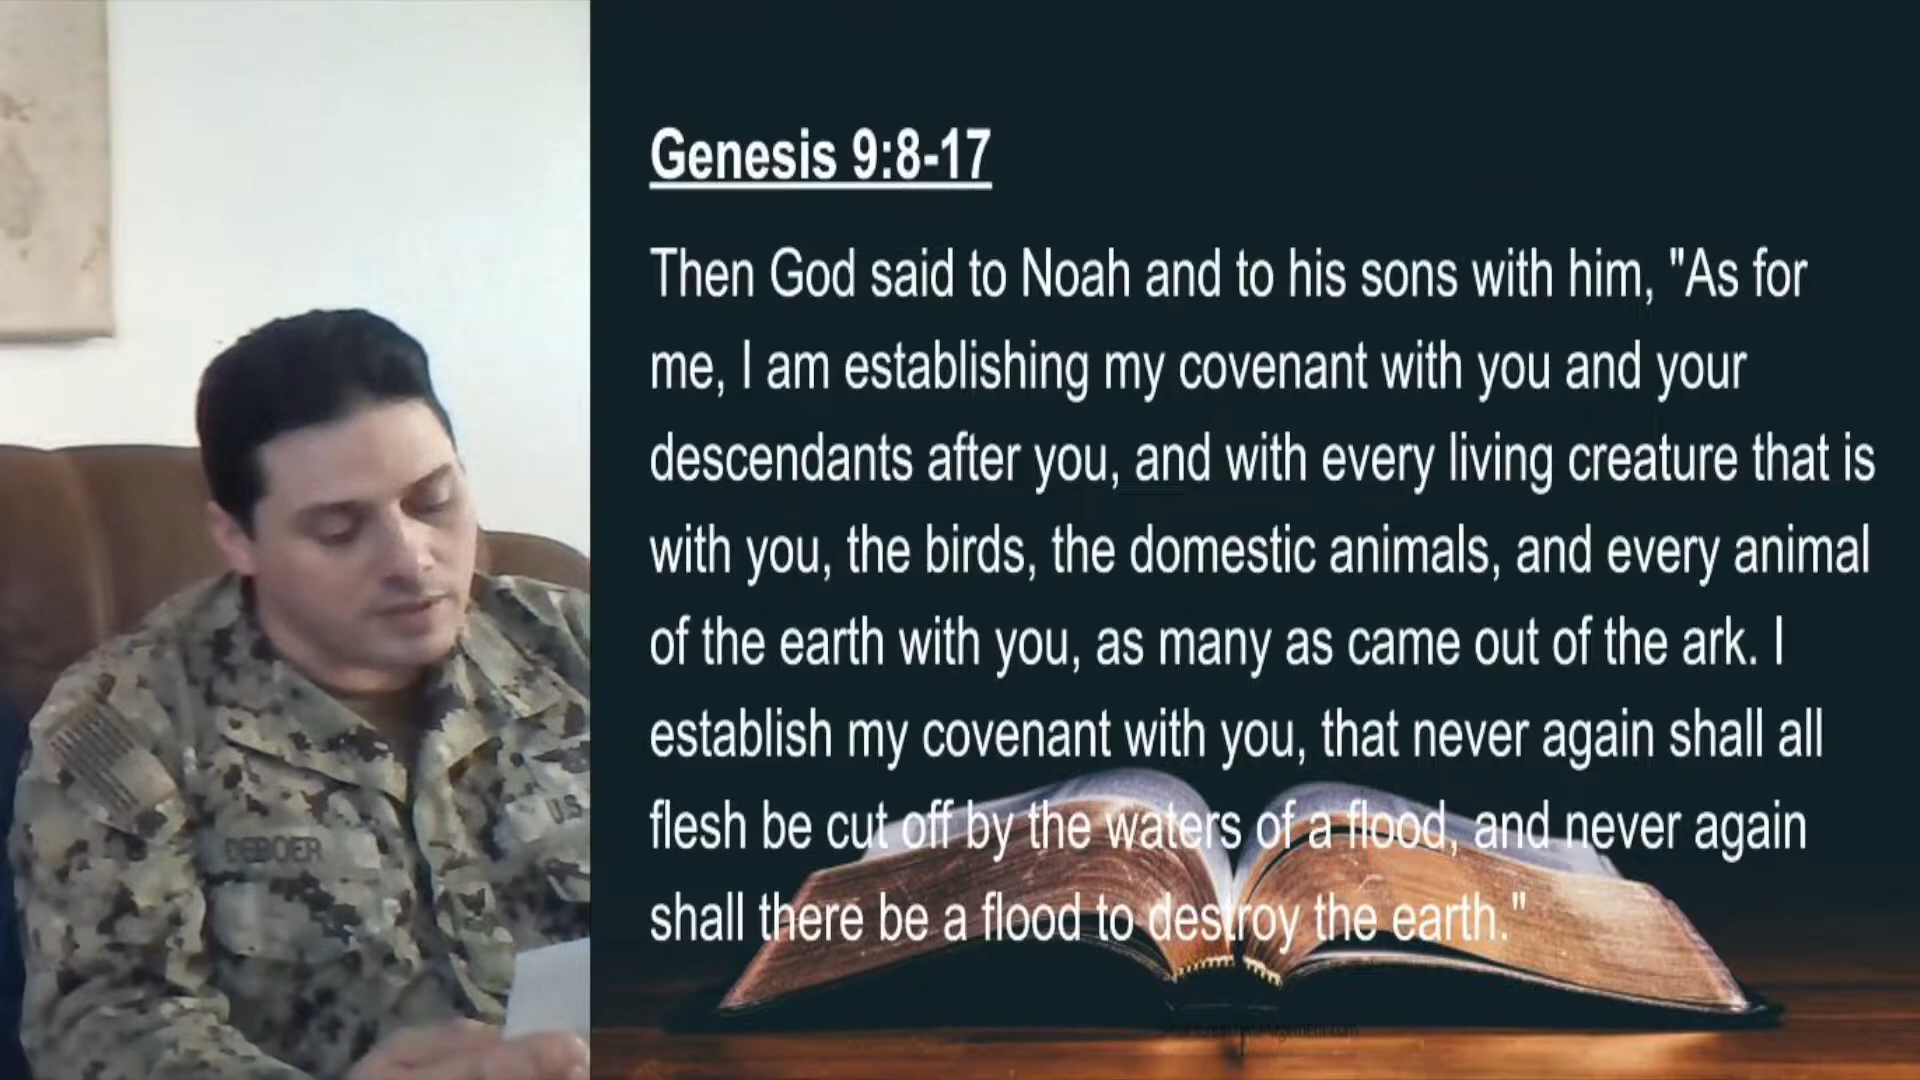 Genesis 9:8-17
Then God said to Noah and to his sons with him, "As for
me, I am establishing my covenant with you and your
descendants after you, and with every living creature that is
with you, the birds, the domestic animals, and every animal
of the earth with you, as many as came out of the ark. I
establish my covenant with you, that never again shall all
flesh be cut off by the waters of a flood, and never again
shall there be a flood to destroy the earth."
DEBOER
U.S.